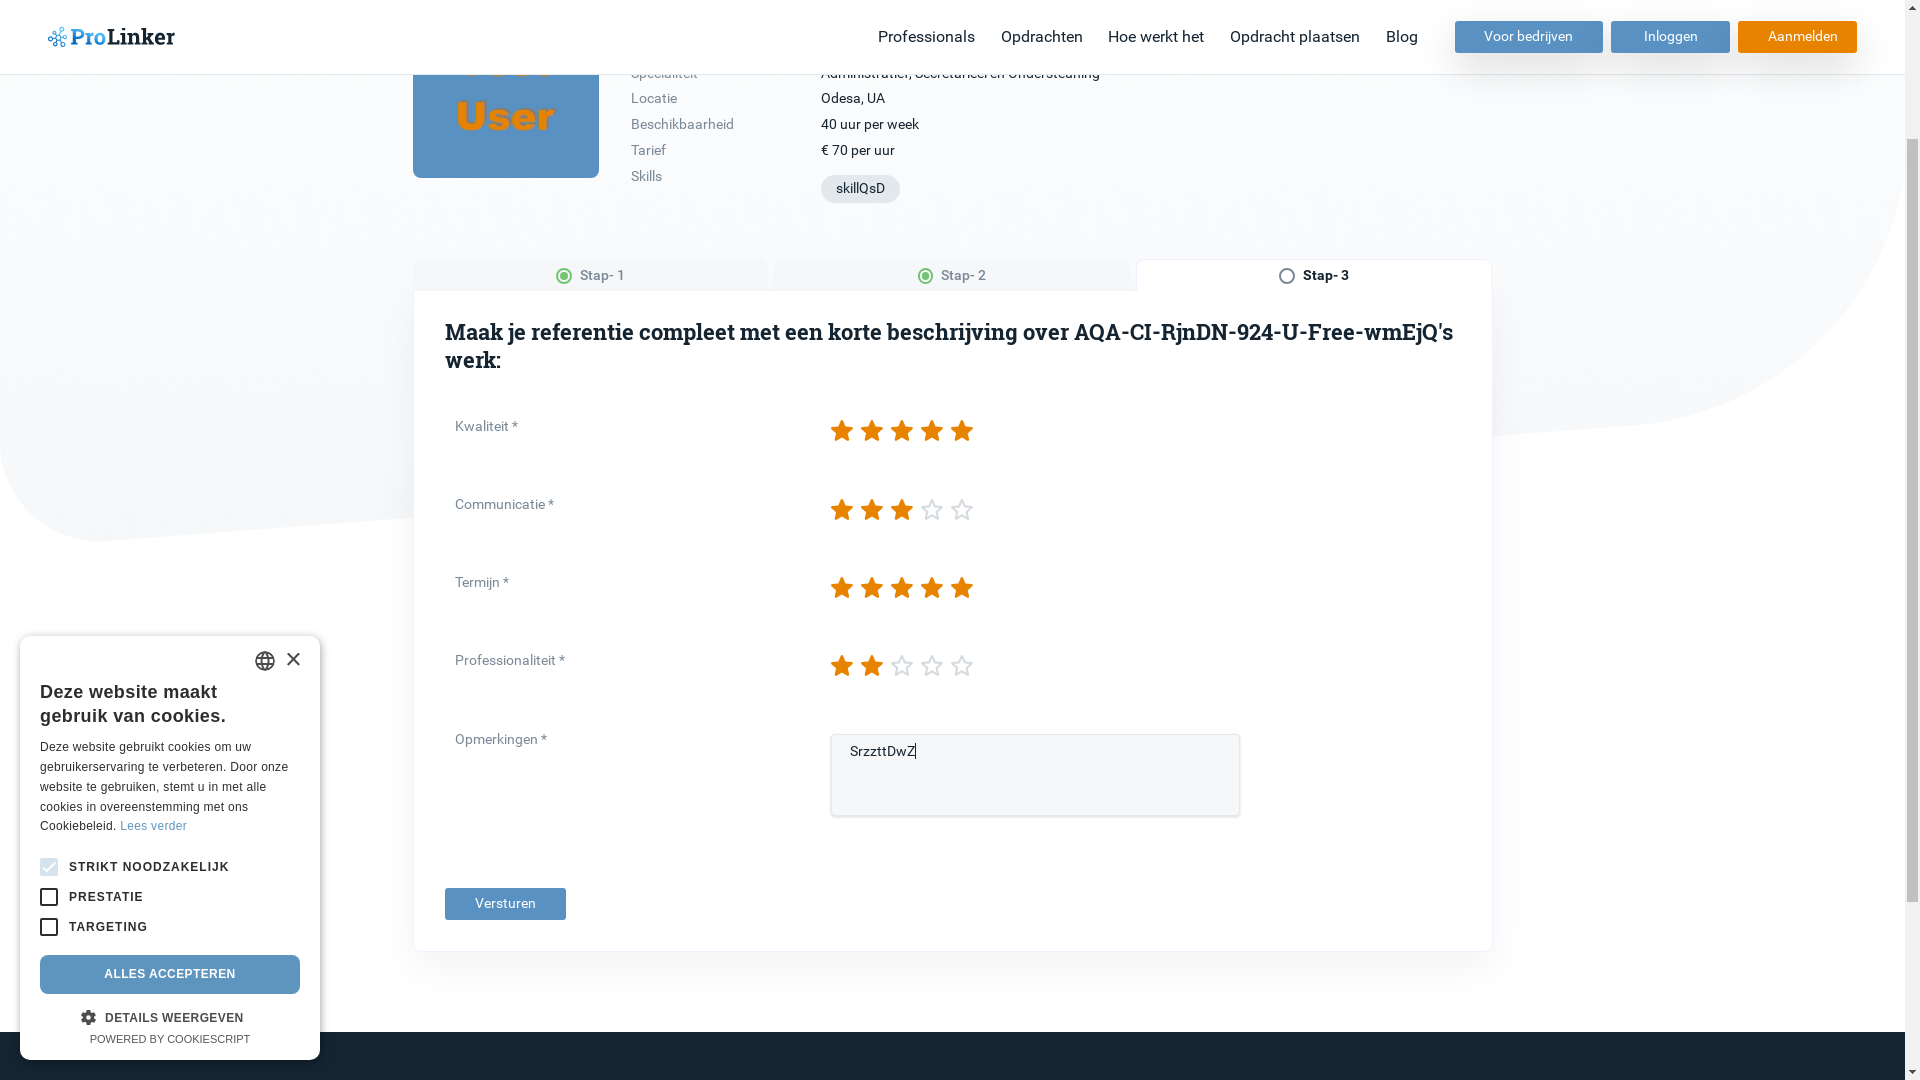 ProLinker
Professionals
Opdrachten
Hoe werkt het
Opdracht plaatsen
Blog
Voor bedrijven
Inloggen
Aanmelden
User
Specialiteit
Administratief, Secretarieel en Ondersteuning
Locatie
Odesa, UA
Beschikbaarheid
40 uur per week
Tarief
€ 70 per uur
Skills
skillQsD
Stap- 1
Stap- 2
Stap- 3
Maak je referentie compleet met een korte beschrijving over AQA-CI-RjnDN-924-U-Free-wmEjQ's
werk:
Kwaliteit *
Communicatie *
Termijn *
Professionaliteit *
Opmerkingen *
SrzzttDwZ
Versturen
Deze website maakt
gebruik van cookies.
Deze website gebruikt cookies om uw
gebruikerservaring te verbeteren. Door onze
website te gebruiken, stemt u in met alle
cookies in overeenstemming met ons
Cookiebeleid. Lees verder
STRIKT NOODZAKELIJK
PRESTATIE
TARGETING
ALLES ACCEPTEREN
DETAILS WEERGEVEN
POWERED BY COOKIESCRIPT